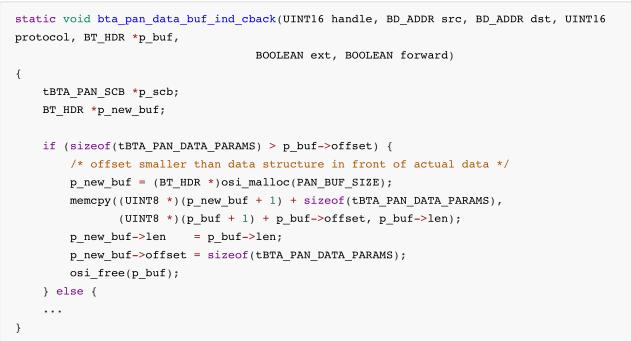 static void bta_pan_data_buf_ind_cback(UINT16 handle, BD_ADDR src, BD_ADDR dst, UINT16
protocol, BT_HDR *p_buf,
                                   BOOLEAN ext, BOOLEAN forward)
{
    tBTA_PAN_SCB *p_scb;
    BT_HDR *p_new_buf;

    if (sizeof(tBTA_PAN_DATA_PARAMS) > p_buf->offset) {
        /* offset smaller than data structure in front of actual data */
        p_new_buf = (BT_HDR *)osi_malloc(PAN_BUF_SIZE);
        memcpy((UINT8 *)(p_new_buf + 1) + sizeof(tBTA_PAN_DATA_PARAMS),
               (UINT8 *)(p_buf + 1) + p_buf->offset, p_buf->len);
        p_new_buf->len    = p_buf->len;
        p_new_buf->offset = sizeof(tBTA_PAN_DATA_PARAMS);
        osi_free(p_buf);
    } else {
    ...
}